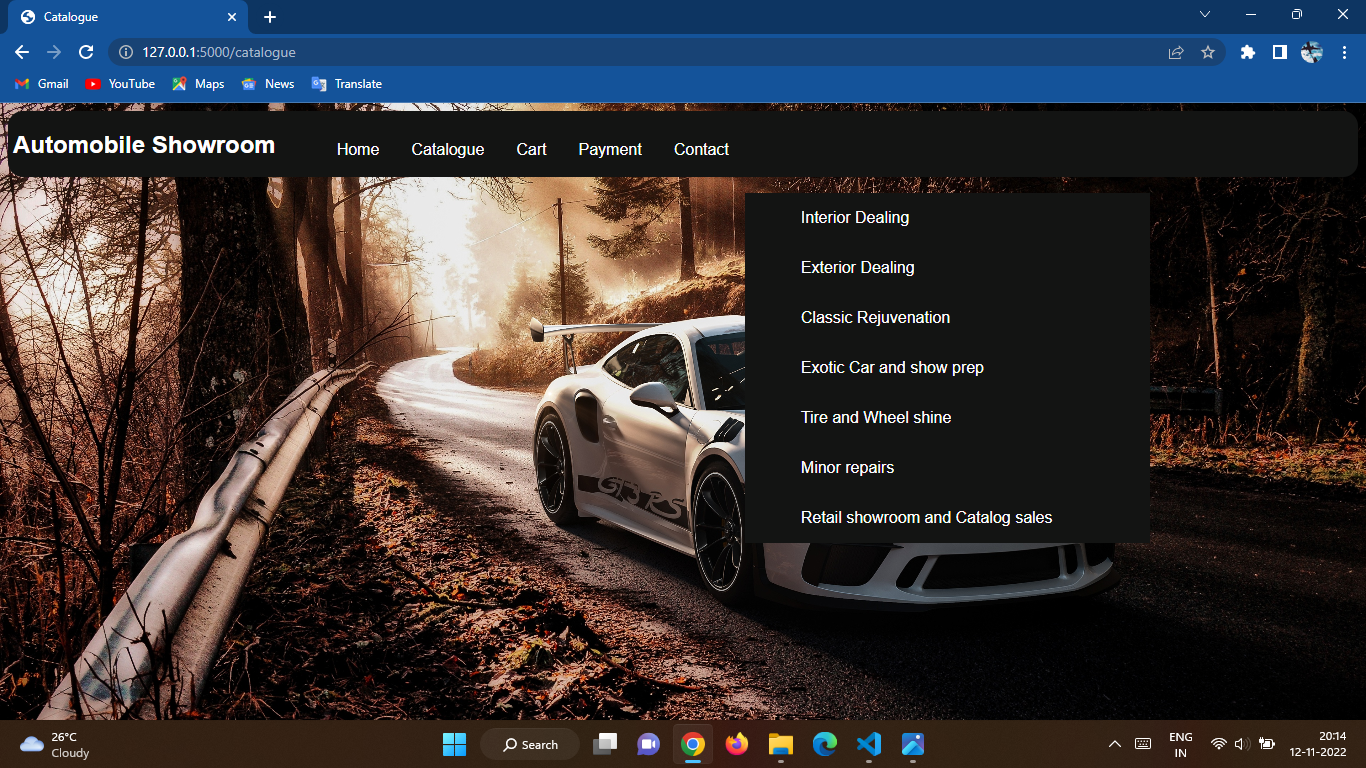 Catalogue
127.0.0.1:5000/catalogue
Gmail YouTube Maps News Translate
Automobile Showroom Home Catalogue Cart Payment Contact
Interior Dealing
Exterior Dealing
Classic Rejuvenation
Exotic Car and show prep
Tire and Wheel shine
Minor repairs
Retail showroom and Catalog sales
GT3 RS
26°C
Cloudy
Search
ENG
IN
20:14
12-11-2022